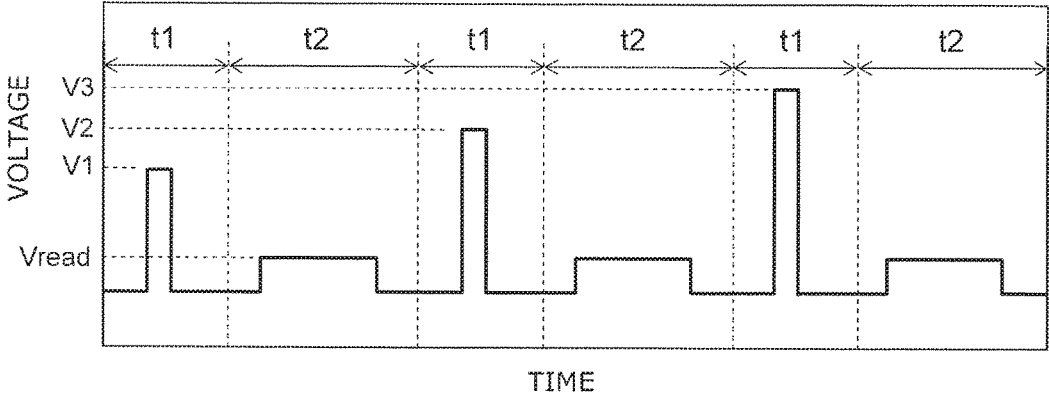 t1 t2 t1 t2 t1 t2
V3
V2
V1
Vread
VOLTAGE
TIME